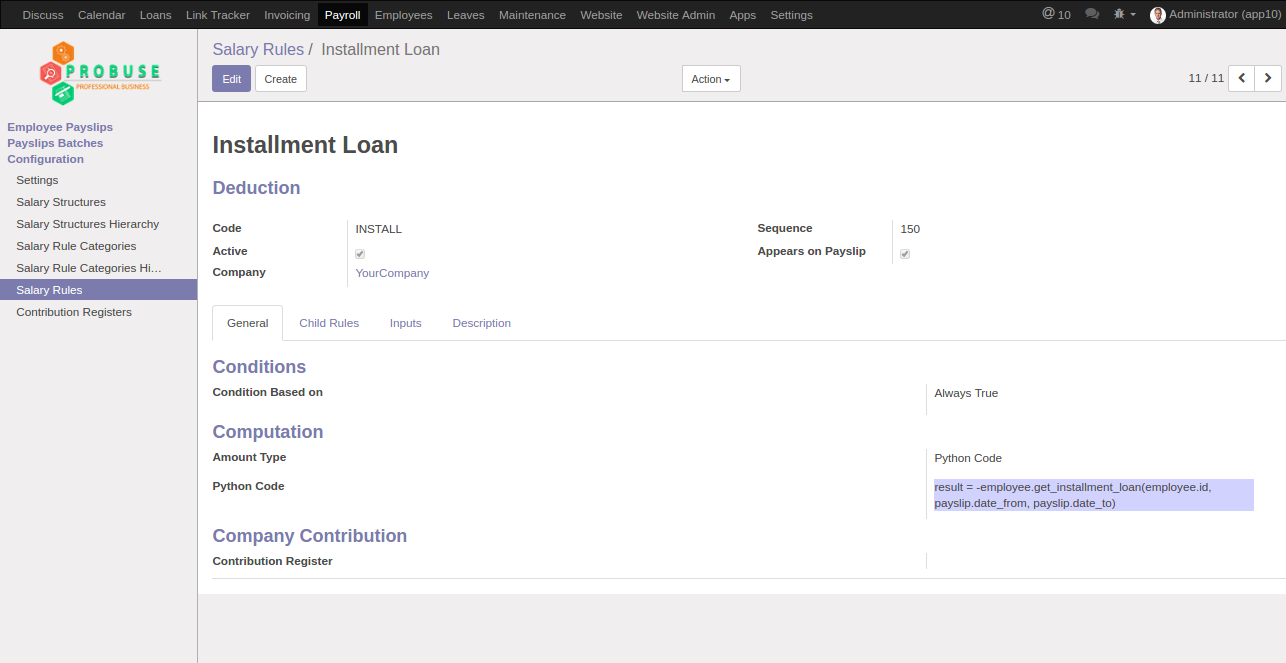 Discuss Calendar Loans Link Tracker Invoicing Payroll Employees Leaves Maintenance Website Website Admin Apps Settings @ 10 Administrator (app10)
PROBUSE
PROFESSIONAL BUSINESS
Employee Payslips
Payslips Batches
Configuration
Settings
Salary Structures
Salary Structures Hierarchy
Salary Rule Categories
Salary Rule Categories Hi...
Salary Rules
Contribution Registers
Salary Rules / Installment Loan
Edit Create Action 11 / 11
Installment Loan
Deduction
Code INSTALL Sequence 150
Active Appears on Payslip
Company YourCompany
General Child Rules Inputs Description
Conditions
Condition Based on Always True
Computation
Amount Type Python Code
Python Code result = -employee.get_installment_loan(employee.id,
payslip.date_from, payslip.date_to)
Company Contribution
Contribution Register